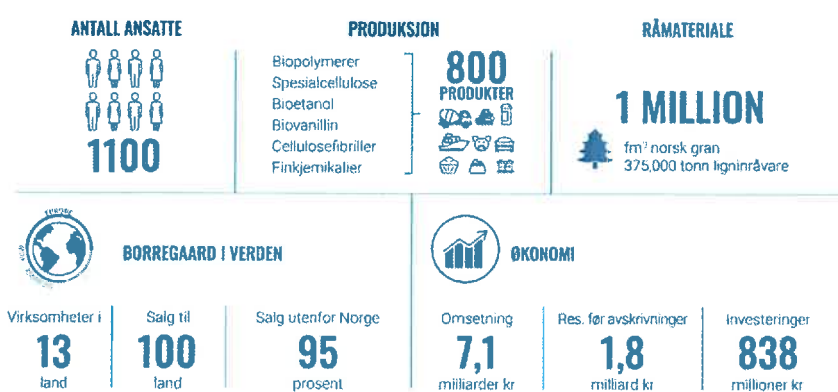 ANTALL ANSATTE
1100
PRODUKSJON
Biopolymerer
Spesialcellulose
Bioetanol
Biovanillin
Cellulosefibriller
Finkjemikalier
800
PRODUKTER
RÅMATERIALE
1 MILLION
fm³ norsk gran
375,000 tonn ligninråvare
EUROPE
BORREGAARD I VERDEN
Virksomheter i
13
land
Salg til
100
land
Salg utenfor Norge
95
prosent
ØKONOMI
Omsetning
7,1
milliarder kr
Res. før avskrivninger
1,8
milliard kr
Investeringer
838
millioner kr